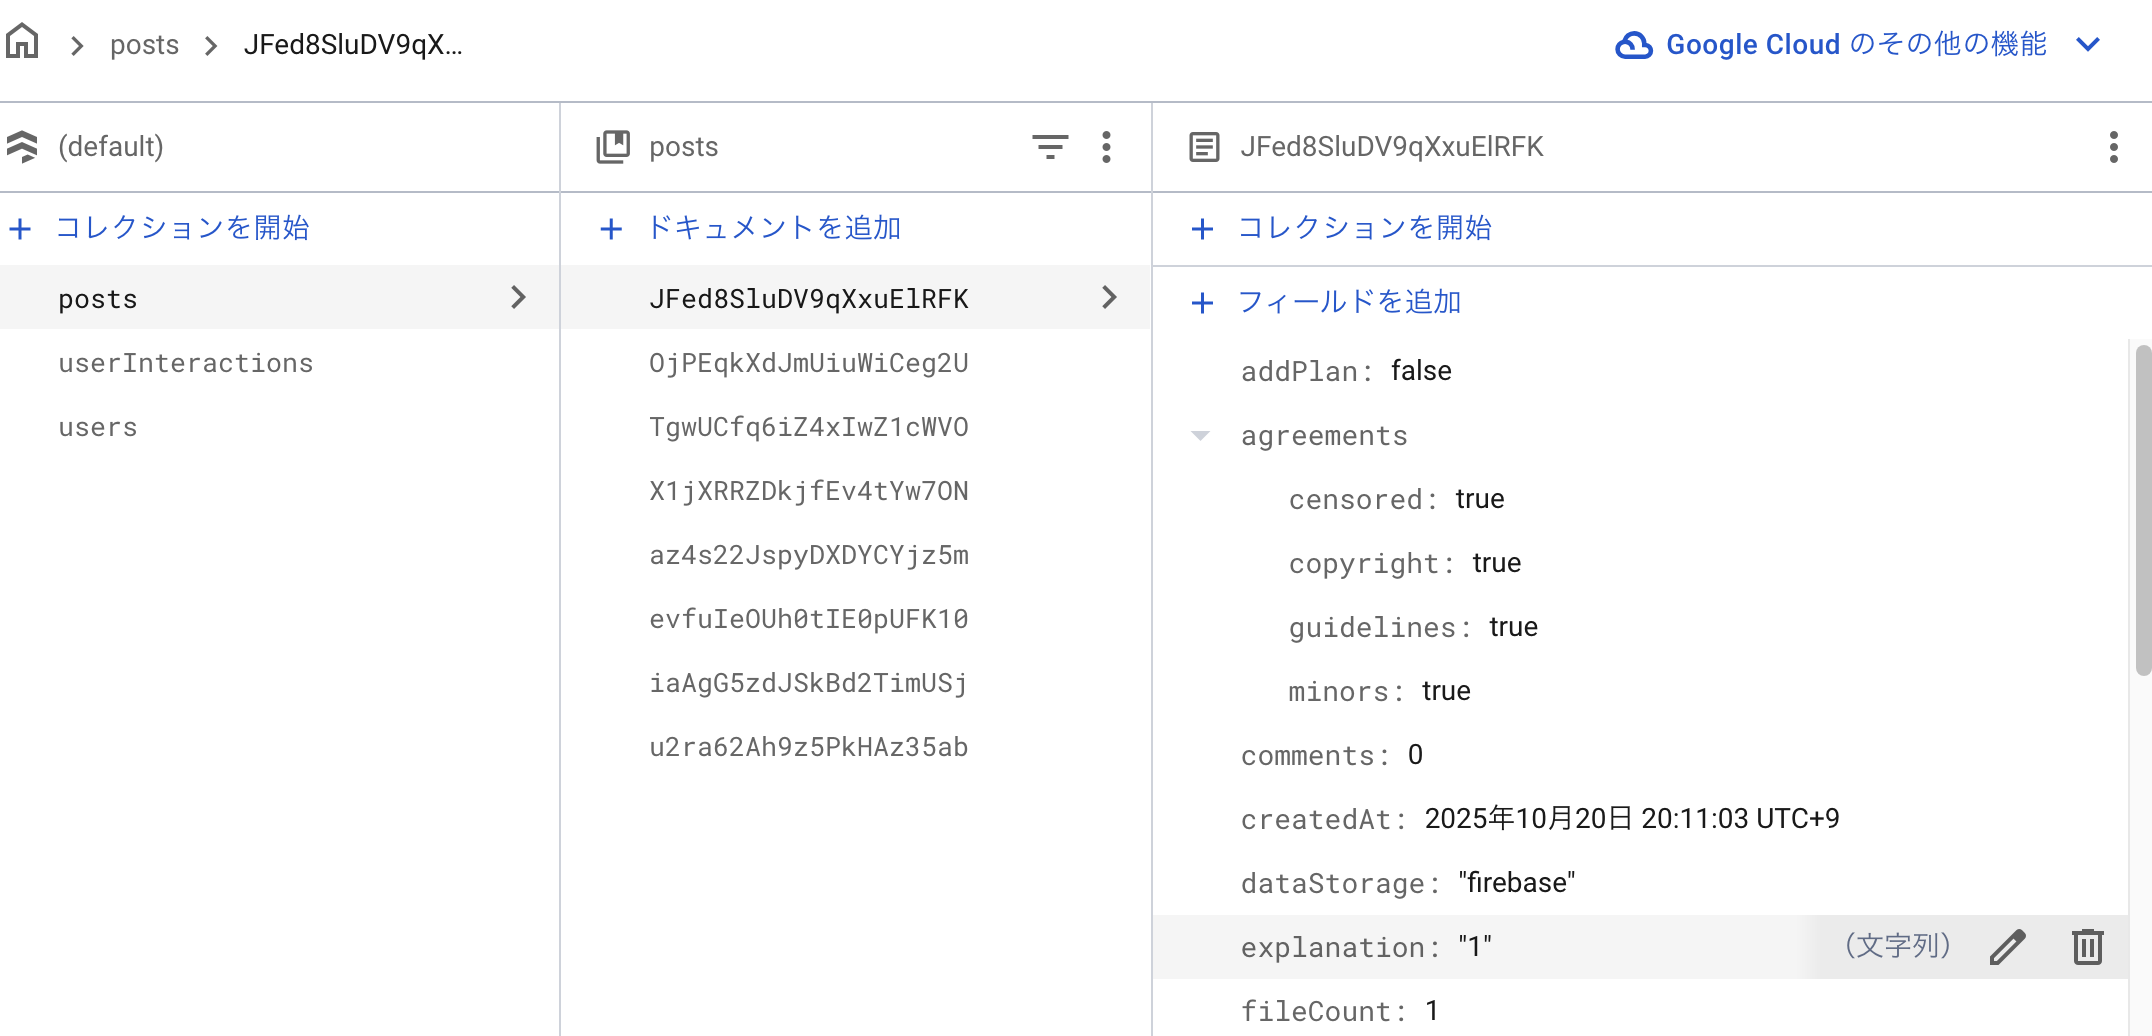 posts
JFed8SluDV9qX...
Google Cloud のその他の機能
(default)
コレクションを開始
posts
userInteractions
users
posts
ドキュメントを追加
JFed8SluDV9qXxuElRFK
OjPEqkXdJmUiuWiCeg2U
TgwUCfq6iZ4xIwZ1cWVO
X1jXRRZDkjfEv4tYw7ON
az4s22JspyDXDYCYjz5m
evfuIeOUh0tIE0pUFK10
iaAgG5zdJSkBd2TimUSj
u2ra62Ah9z5PkHAz35ab
JFed8SluDV9qXxuElRFK
コレクションを開始
フィールドを追加
addPlan: false
agreements
censored: true
copyright: true
guidelines: true
minors: true
comments: 0
createdAt: 2025年10月20日 20:11:03 UTC+9
dataStorage: "firebase"
explanation: "1" （文字列）
fileCount: 1